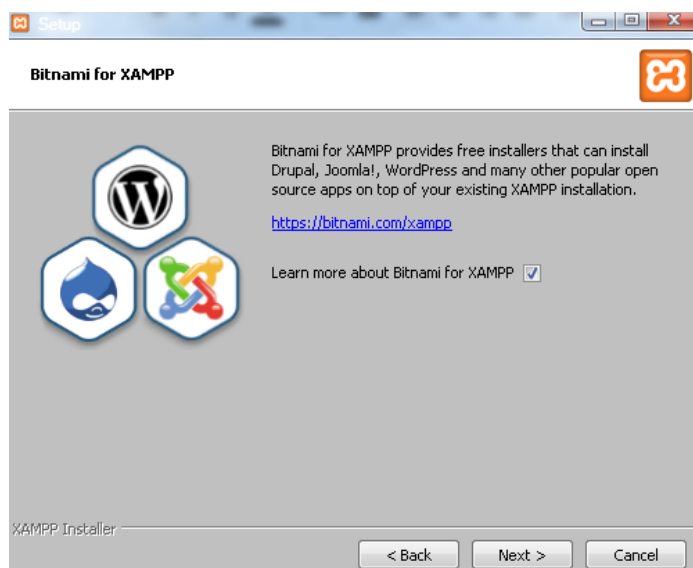 Setup
Bitnami for XAMPP
Bitnami for XAMPP provides free installers that can install
Drupal, Joomla!, WordPress and many other popular open
source apps on top of your existing XAMPP installation.
https://bitnami.com/xampp
Learn more about Bitnami for XAMPP
XAMPP Installer
< Back
Next >
Cancel